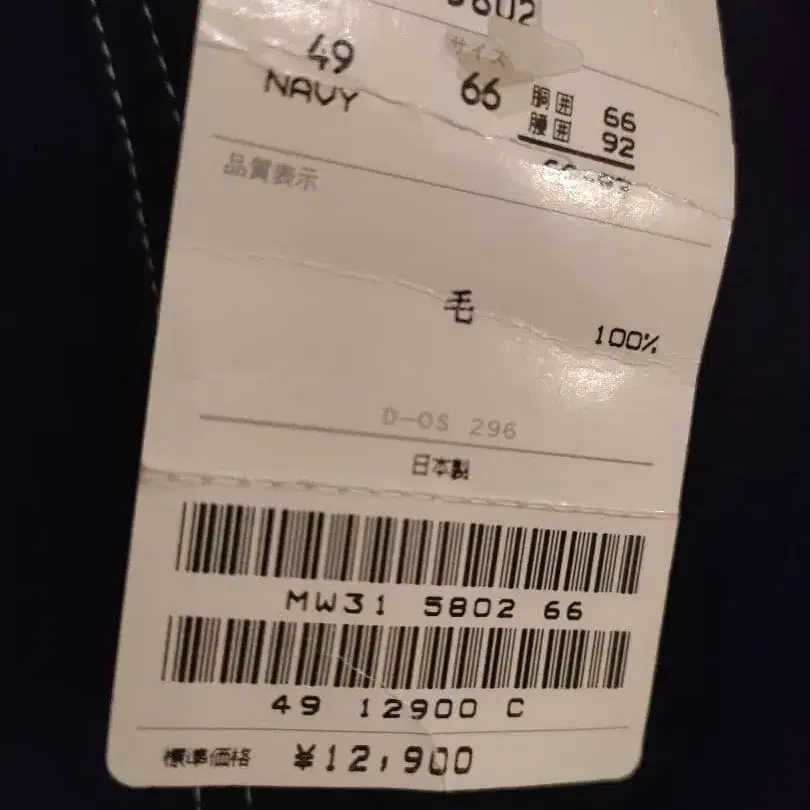 5802
49 サイズ
NAVY 66 胴囲 66
腰囲 92
品質表示
毛 100%
D-OS 296
日本製
MW31 5802 66
49 12900 C
標準価格 ¥12,900